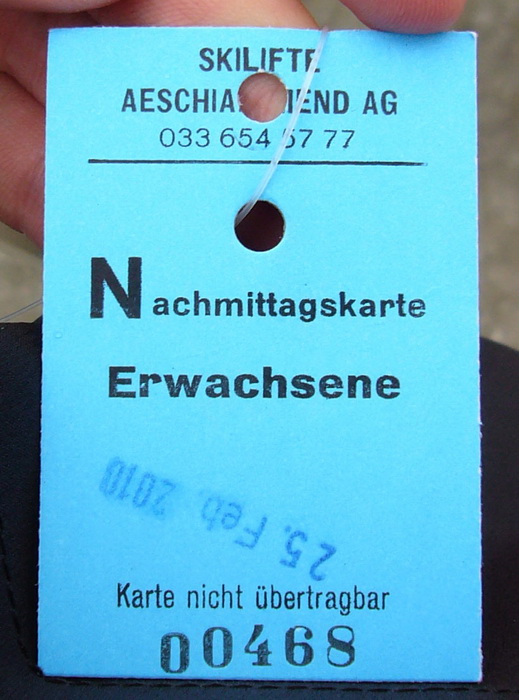 SKILIFTE
AG
033 654 57 77
Nachmittagskarte
Erwachsene
25. Feb. 2010
Karte nicht übertragbar
00468